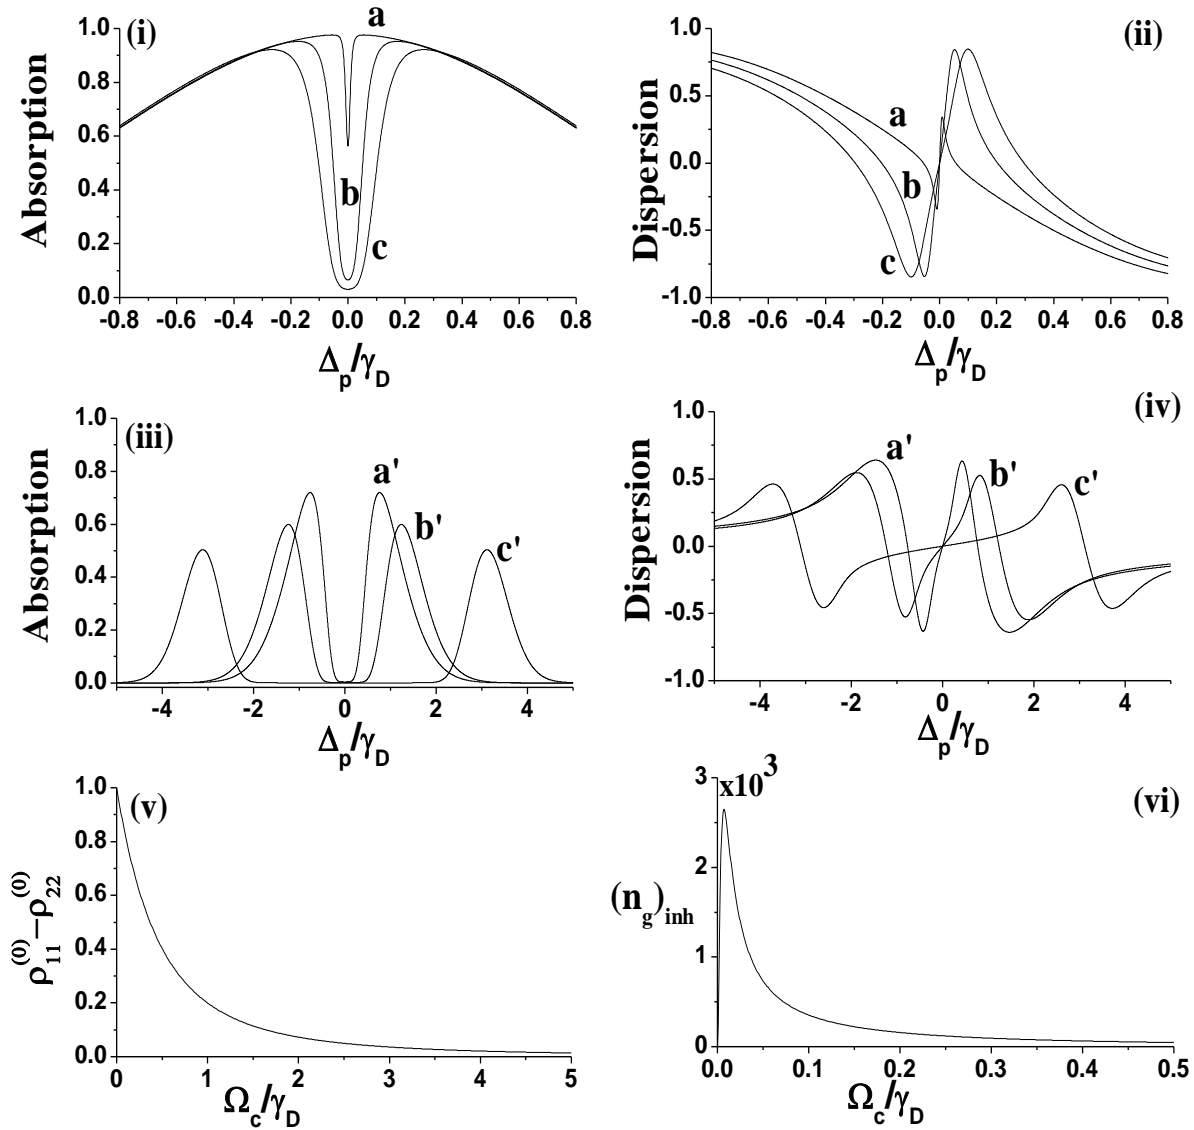 (i)
a
b
c
Absorption
1.0
0.8
0.6
0.4
0.2
0.0
-0.8 -0.6 -0.4 -0.2 0.0 0.2 0.4 0.6 0.8
Δp/γD
(ii)
a
b
c
Dispersion
1.0
0.5
0.0
-0.5
-1.0
-0.8 -0.6 -0.4 -0.2 0.0 0.2 0.4 0.6 0.8
Δp/γD
(iii)
a'
b'
c'
Absorption
1.0
0.8
0.6
0.4
0.2
0.0
-4 -2 0 2 4
Δp/γD
(iv)
a'
b'
c'
Dispersion
1.0
0.5
0.0
-0.5
-1.0
-4 -2 0 2 4
Δp/γD
(v)
ρ11(0)−ρ22(0)
1.0
0.8
0.6
0.4
0.2
0.0
0 1 2 3 4 5
Ωc/γD
x103
(vi)
(ng)inh
3
2
1
0
0.0 0.1 0.2 0.3 0.4 0.5
Ωc/γD